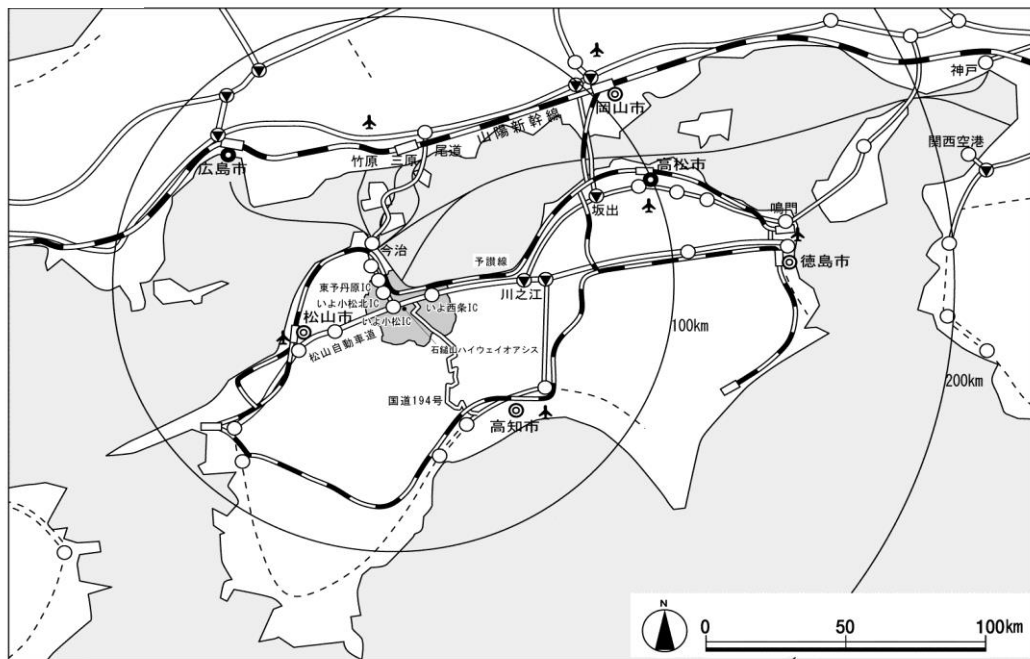 神戸
岡山市
山陽新幹線
関西空港
尾道
竹原
三原
広島市
高松市
坂出
鳴門
今治
予讃線
徳島市
東予丹原IC
いよ小松北IC
いよ西条IC
川之江
いよ小松IC
松山市
100km
松山自動車道
石鎚山ハイウェイオアシス
200km
国道194号
高知市
N
0
50
100km